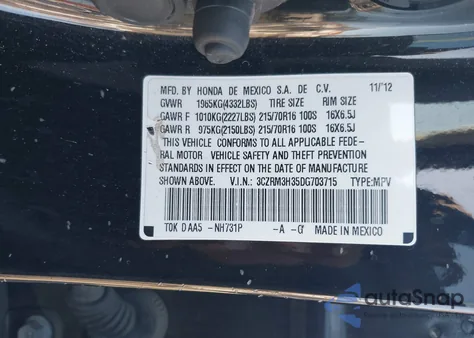 MFD. BY HONDA DE MEXICO S.A. DE C.V. 11/'12
GVWR 1965KG(4332LBS) TIRE SIZE RIM SIZE
GAWR F 1010KG(2227LBS) 215/70R16 100S 16X6.5J
GAWR R 975KG(2150LBS) 215/70R16 100S 16X6.5J
THIS VEHICLE CONFORMS TO ALL APPLICABLE FEDE-
RAL MOTOR VEHICLE SAFETY AND THEFT PREVENTION
STANDARDS IN EFFECT ON THE DATE OF MANUFACTURE
SHOWN ABOVE. V.I.N.: 3CZRM3H35DG703715 TYPE:MPV
T0K D AA5 -NH731P -A -0' MADE IN MEXICO
autoSnap